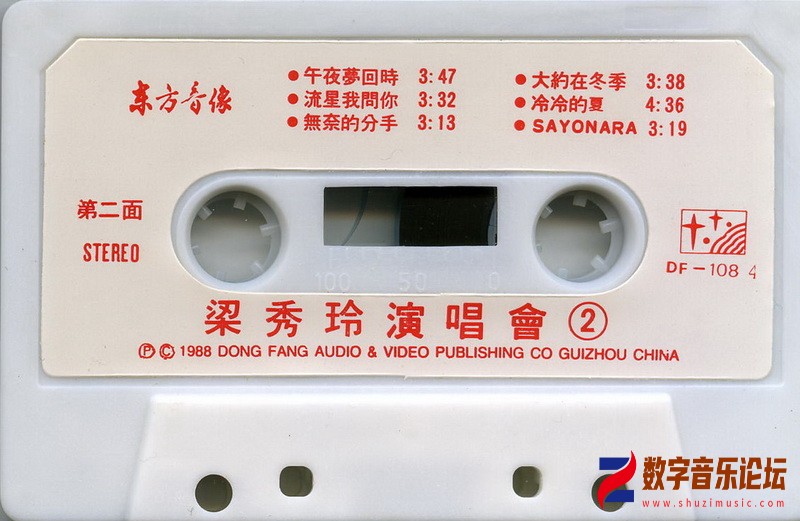 东方音像
●午夜夢回時 3:47
●流星我問你 3:32
●無奈的分手 3:13
●大約在冬季 3:38
●冷冷的夏 4:36
●SAYONARA 3:19
第二面
STEREO
DF-108 4
100 50 0
梁秀玲演唱會②
Ⓟ Ⓒ 1988 DONG FANG AUDIO & VIDEO PUBLISHING CO GUIZHOU CHINA
数字音乐论坛
www.shuzimusic.com